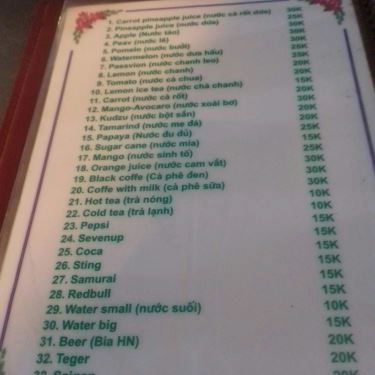 1. Carrot pineapple juice (nước cà rốt dứa) 30K
2. Pineapple juice (nước dứa) 25K
3. Apple (Nước táo) 30K
4. Pear (nước lê) 30K
5. Pomelo (nước buởi) 25K
6. Watermelon (nước dưa hấu) 25K
7. Passvion (nước chanh leo) 20K
8. Lemon (nước chanh) 20K
9. Tomato (nước cà chua) 20K
10. Lemon ice tea (nước chà chanh) 15K
11. Carrot (nước cà rốt) 20K
12. Mango-Avocaro (nước xoài bơ) 30K
13. Kudzu (nước bột sắn) 20K
14. Tamarind (nước me đá) 20K
15. Papaya (Nước đu đủ) 25K
16. Sugar cane (nước mía) 15K
17. Mango (nước sinh tố) 25K
18. Orange juice (nước cam vắt) 30K
19. Black coffe (Cà phê đen) 20K
20. Coffe with milk (cà phê sữa) 30K
21. Hot tea (trà nóng) 10K
22. Cold tea (trà lạnh) 10K
23. Pepsi 15K
24. Sevenup 15K
25. Coca 15K
26. Sting 15K
27. Samurai 15K
28. Redbull 15K
29. Water small (nước suối) 10K
30. Water big 15K
31. Beer (Bia HN) 20K
32. Teger 20K
20K